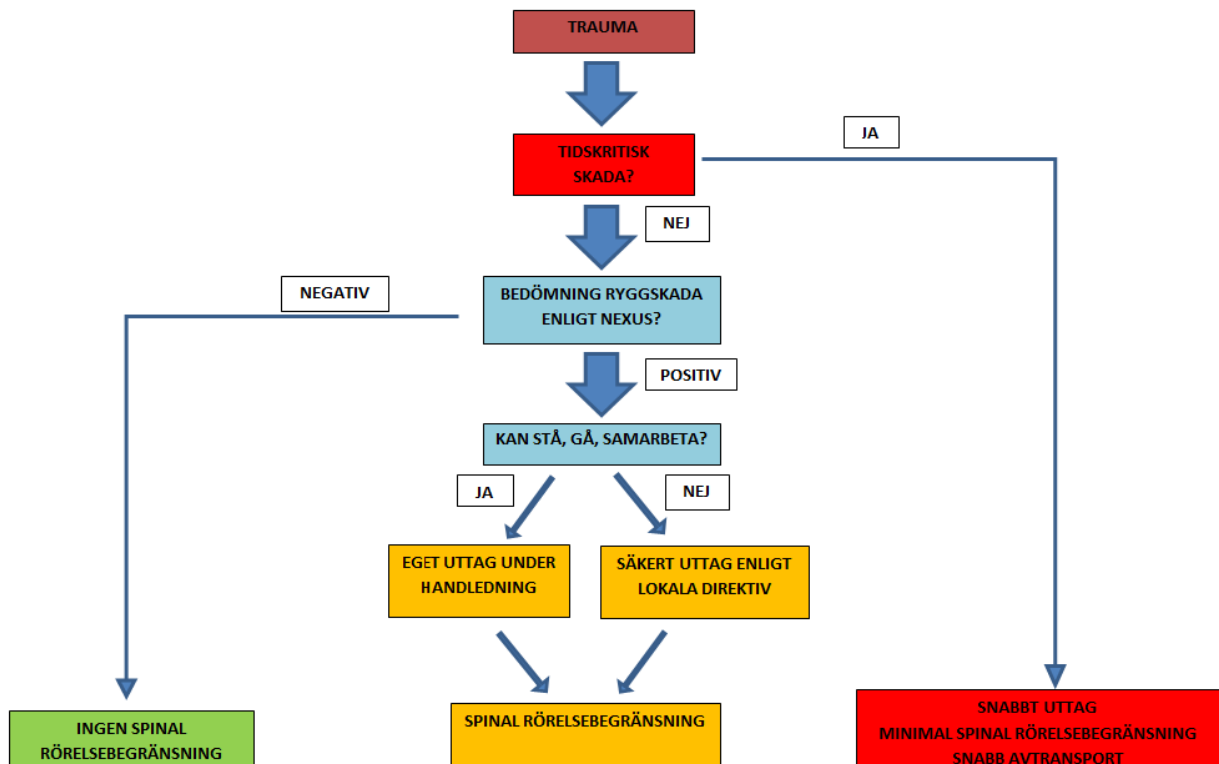 TRAUMA
TIDSKRITISK
SKADA?
JA
NEJ
NEGATIV
BEDÖMNING RYGGSKADA
ENLIGT NEXUS?
POSITIV
KAN STÅ, GÅ, SAMARBETA?
JA
NEJ
EGET UTTAG UNDER
HANDLEDNING
SÄKERT UTTAG ENLIGT
LOKALA DIREKTIV
INGEN SPINAL
RÖRELSEBEGRÄNSNING
SPINAL RÖRELSEBEGRÄNSNING
SNABBT UTTAG
MINIMAL SPINAL RÖRELSEBEGRÄNSNING
SNABB AVTRANSPORT